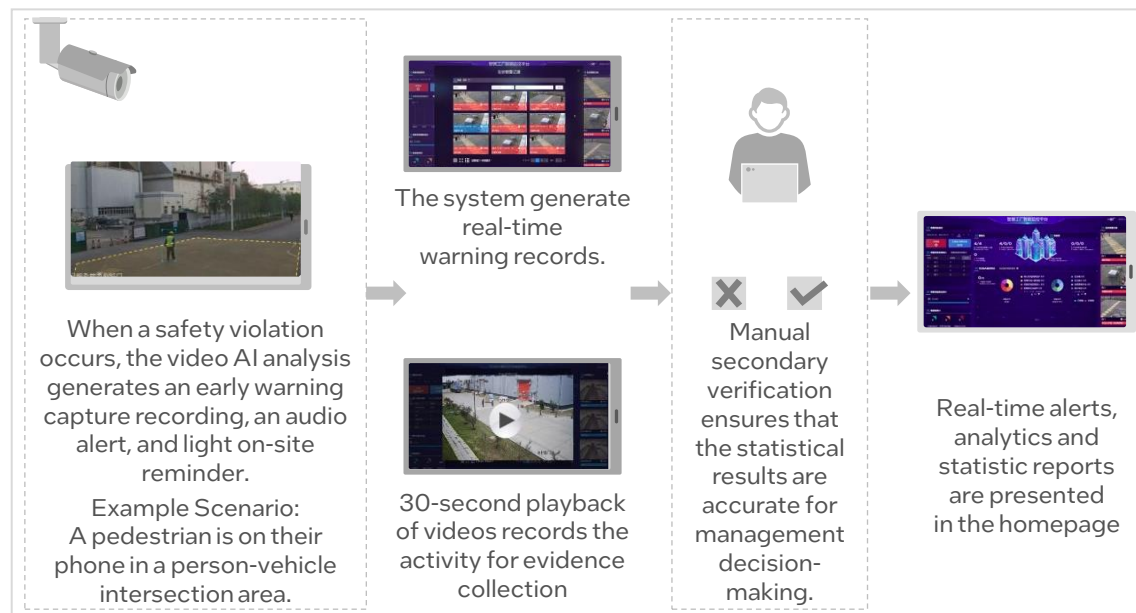 When a safety violation
occurs, the video AI analysis
generates an early warning
capture recording, an audio
alert, and light on-site
reminder.
Example Scenario:
A pedestrian is on their
phone in a person-vehicle
intersection area.
The system generate
real-time
warning records.
30-second playback
of videos records the
activity for evidence
collection
Manual
secondary
verification
ensures that
the statistical
results are
accurate for
management
decision-
making.
Real-time alerts,
analytics and
statistic reports
are presented
in the homepage